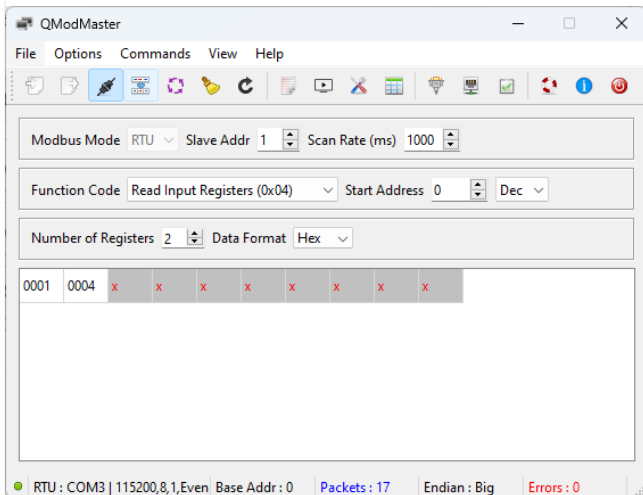 QModMaster
File Options Commands View Help
Modbus Mode RTU Slave Addr 1 Scan Rate (ms) 1000
Function Code Read Input Registers (0x04) Start Address 0 Dec
Number of Registers 2 Data Format Hex
0001 0004 x x x x x x x x
RTU : COM3 | 115200,8,1,Even Base Addr : 0 Packets : 17 Endian : Big Errors : 0